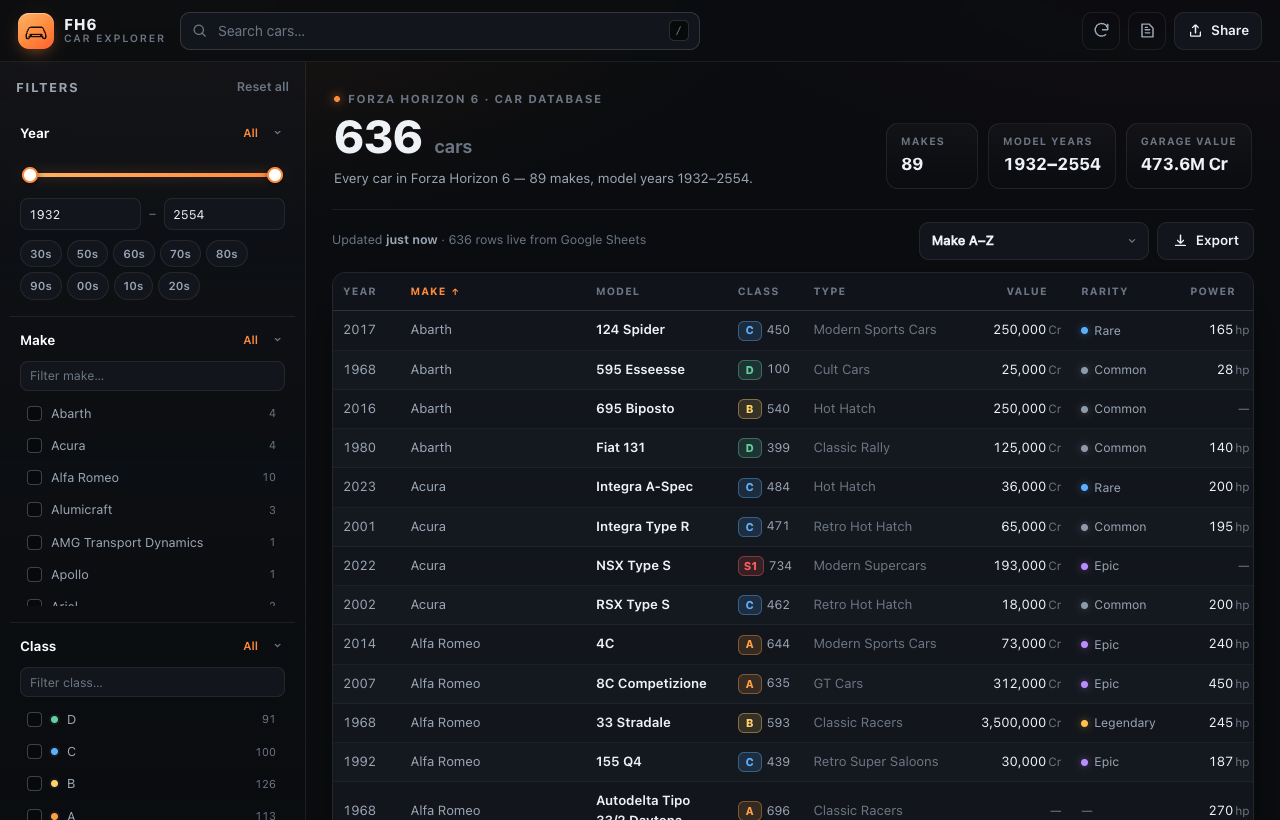 FH6
CAR EXPLORER
Search cars...
/
Share
FILTERS
Reset all
Year
All
1932
–
2554
30s
50s
60s
70s
80s
90s
00s
10s
20s
Make
All
Filter make...
Abarth 4
Acura 4
Alfa Romeo 10
Alumicraft 3
AMG Transport Dynamics 1
Apollo 1
Ariel 2
Class
All
Filter class...
D 91
C 100
B 126
A 113
FORZA HORIZON 6 · CAR DATABASE
636 cars
Every car in Forza Horizon 6 — 89 makes, model years 1932–2554.
MAKES
89
MODEL YEARS
1932–2554
GARAGE VALUE
473.6M Cr
Updated just now · 636 rows live from Google Sheets
Make A–Z
Export
YEAR MAKE ↑ MODEL CLASS TYPE VALUE RARITY POWER
2017 Abarth 124 Spider C 450 Modern Sports Cars 250,000 Cr Rare 165 hp
1968 Abarth 595 Esseesse D 100 Cult Cars 25,000 Cr Common 28 hp
2016 Abarth 695 Biposto B 540 Hot Hatch 250,000 Cr Common —
1980 Abarth Fiat 131 D 399 Classic Rally 125,000 Cr Common 140 hp
2023 Acura Integra A-Spec C 484 Hot Hatch 36,000 Cr Rare 200 hp
2001 Acura Integra Type R C 471 Retro Hot Hatch 65,000 Cr Common 195 hp
2022 Acura NSX Type S S1 734 Modern Supercars 193,000 Cr Epic —
2002 Acura RSX Type S C 462 Retro Hot Hatch 18,000 Cr Common 200 hp
2014 Alfa Romeo 4C A 644 Modern Sports Cars 73,000 Cr Epic 240 hp
2007 Alfa Romeo 8C Competizione A 635 GT Cars 312,000 Cr Epic 450 hp
1968 Alfa Romeo 33 Stradale B 593 Classic Racers 3,500,000 Cr Legendary 245 hp
1992 Alfa Romeo 155 Q4 C 439 Retro Super Saloons 30,000 Cr Epic 187 hp
1968 Alfa Romeo Autodelta Tipo A 696 Classic Racers — — 270 hp
33/2 Daytona